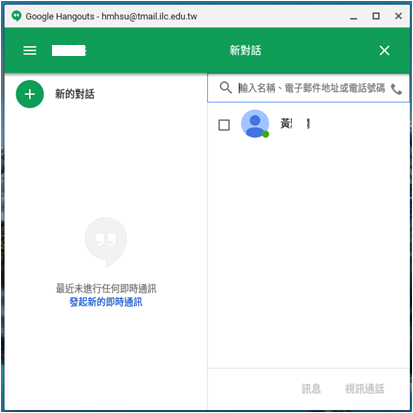 Google Hangouts - hmhsu@tmail.ilc.edu.tw
新對話
新的對話
輸入名稱、電子郵件地址或電話號碼
黃
最近未進行任何即時通訊
發起新的即時通訊
訊息
視訊通話